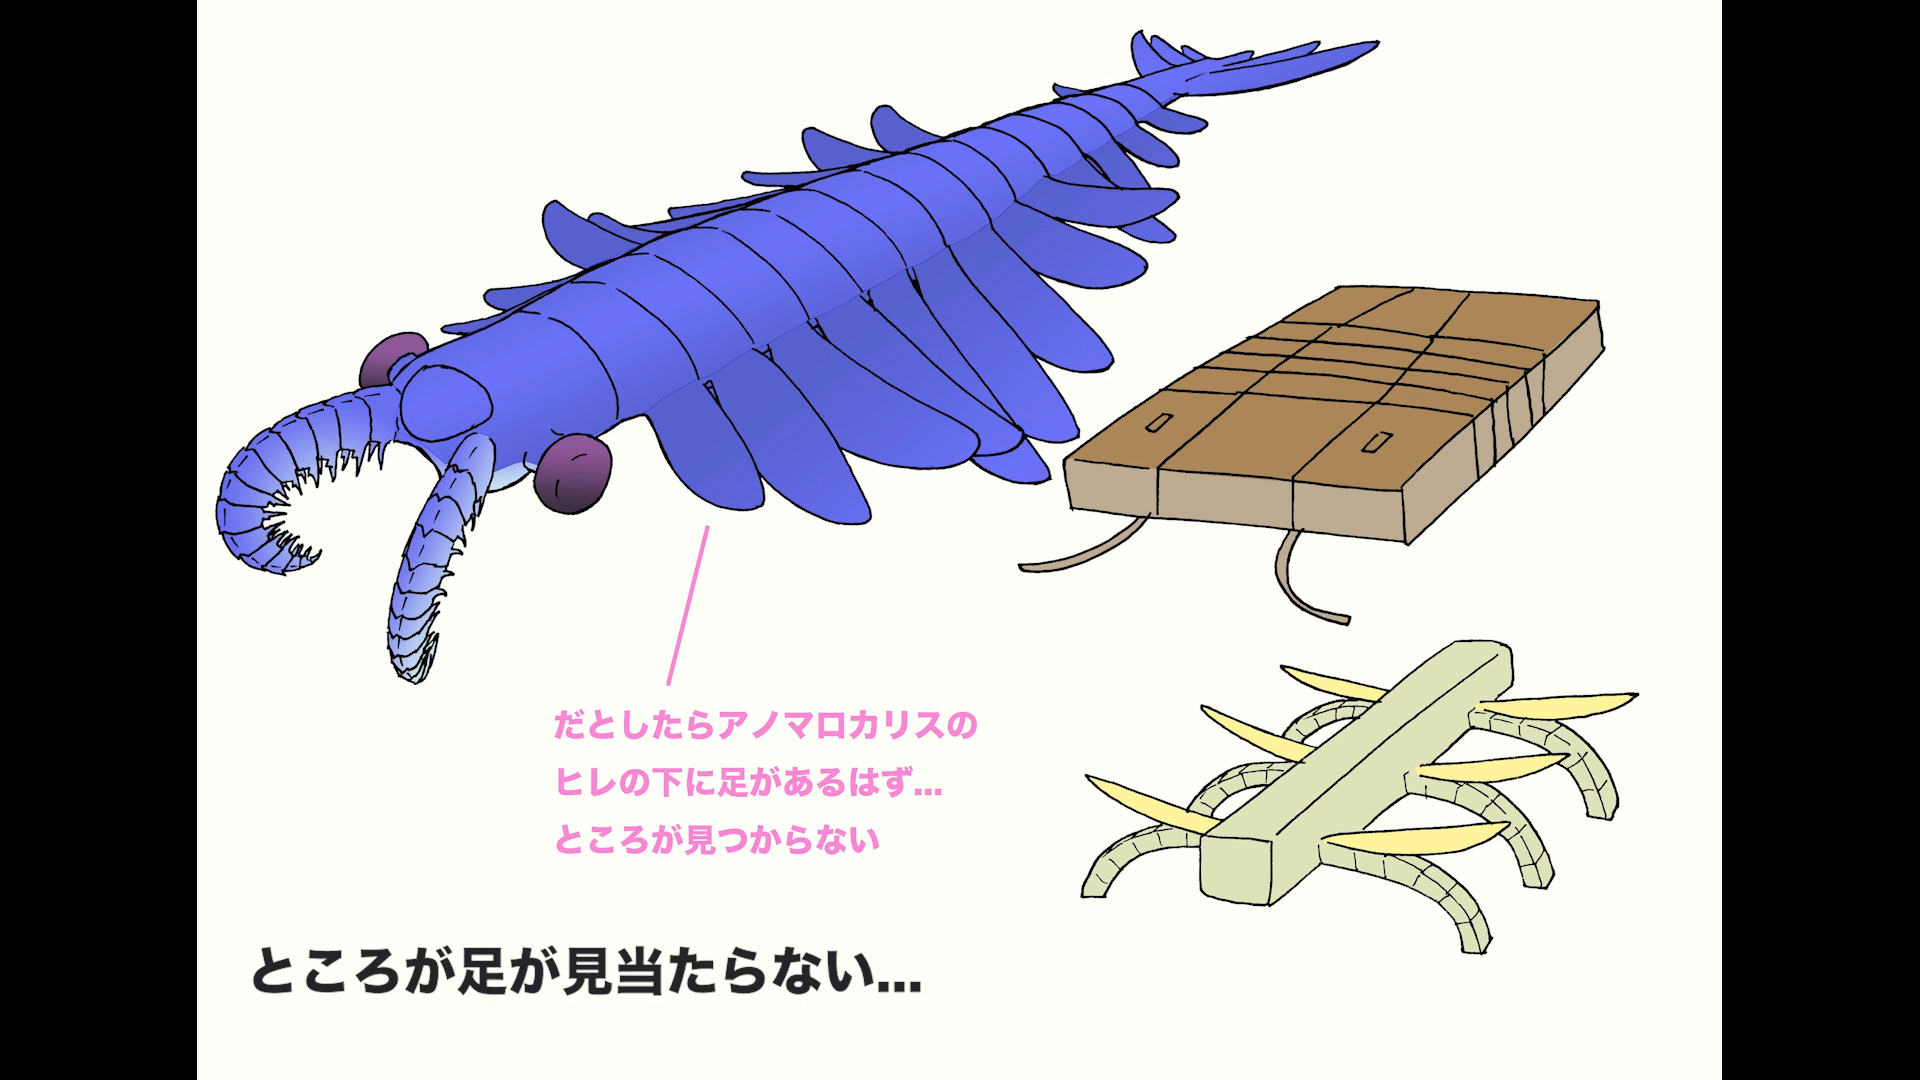 だとしたらアノマロカリスの
ヒレの下に足があるはず...
ところが見つからない
ところが足が見当たらない...